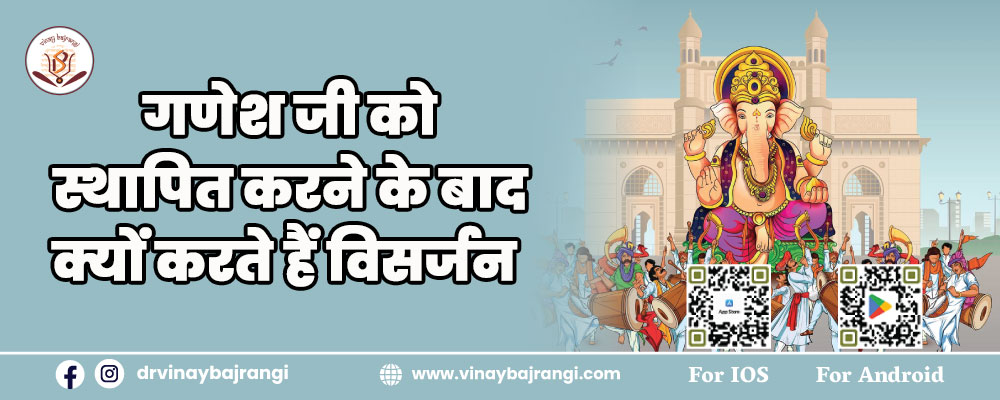 vinay bajrangi
गणेश जी को
स्थापित करने के बाद
क्यों करते हैं विसर्जन
App Store
drvinaybajrangi
www.vinaybajrangi.com
For IOS
For Android